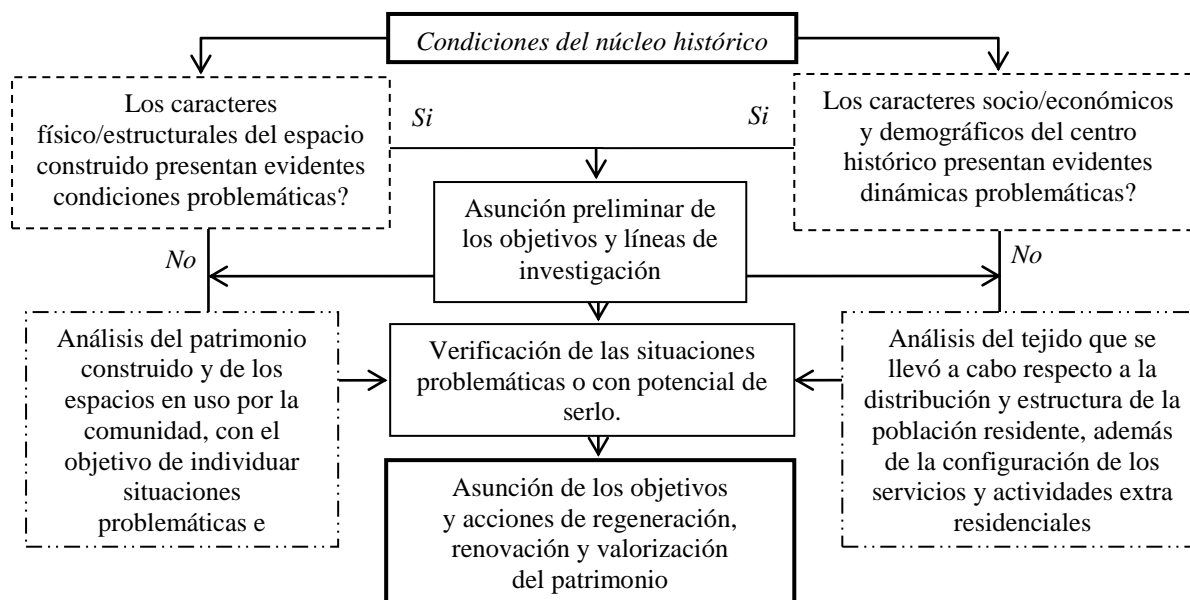 Condiciones del núcleo histórico
Los caracteres
físico/estructurales del espacio
construido presentan evidentes
condiciones problemáticas?
Si
Si
Los caracteres socio/económicos
y demográficos del centro
histórico presentan evidentes
dinámicas problemáticas?
Asunción preliminar de
los objetivos y líneas de
investigación
No
No
Análisis del patrimonio
construido y de los
espacios en uso por la
comunidad, con el
objetivo de individuar
situaciones
problemáticas e
Verificación de las situaciones
problemáticas o con potencial de
serlo.
Análisis del tejido que se
llevó a cabo respecto a la
distribución y estructura de la
población residente, además
de la configuración de los
servicios y actividades extra
residenciales
Asunción de los objetivos
y acciones de regeneración,
renovación y valorización
del patrimonio